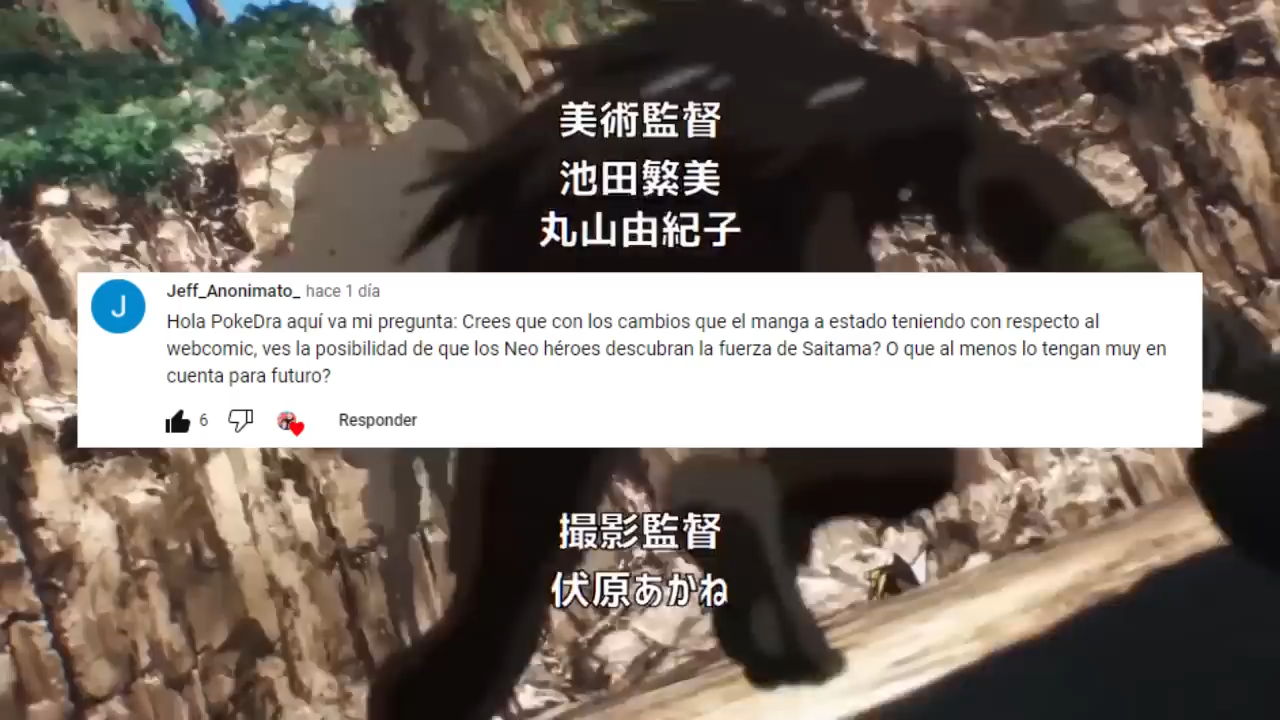 美術監督
池田繁美
丸山由紀子
J
Jeff_Anonimato_ hace 1 día
Hola PokeDra aquí va mi pregunta: Crees que con los cambios que el manga a estado teniendo con respecto al
webcomic, ves la posibilidad de que los Neo héroes descubran la fuerza de Saitama? O que al menos lo tengan muy en
cuenta para futuro?
6 Responder
撮影監督
伏原あかね